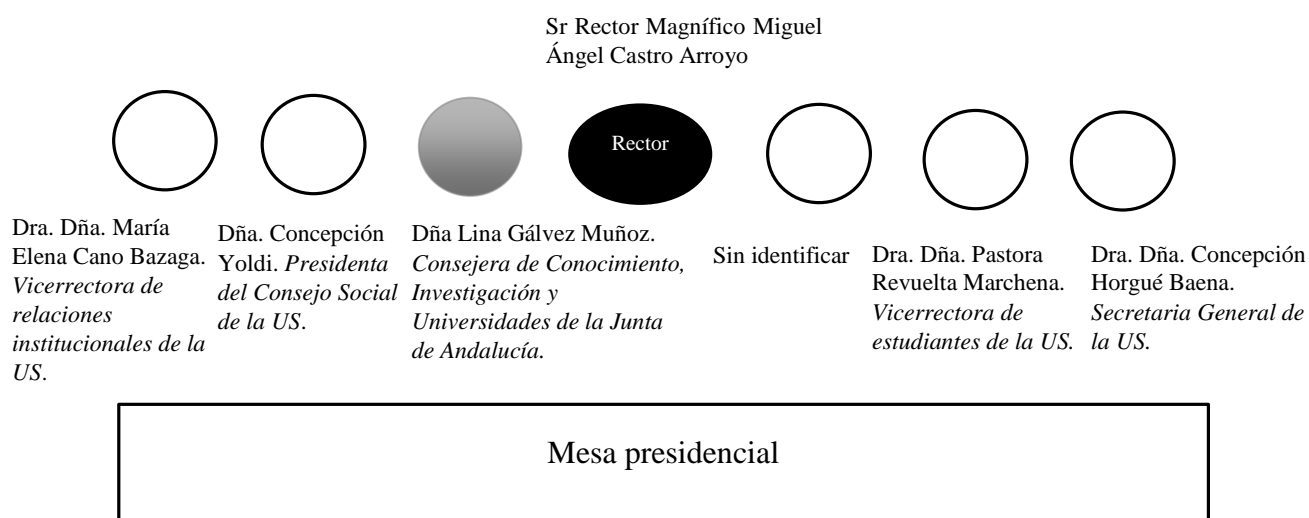 Sr Rector Magnífico Miguel
Ángel Castro Arroyo
Rector
Dra. Dña. María
Elena Cano Bazaga.
Vicerrectora de
relaciones
institucionales de la
US.
Dña. Concepción
Yoldi. Presidenta
del Consejo Social
de la US.
Dña Lina Gálvez Muñoz.
Consejera de Conocimiento,
Investigación y
Universidades de la Junta
de Andalucía.
Sin identificar
Dra. Dña. Pastora
Revuelta Marchena.
Vicerrectora de
estudiantes de la US.
Dra. Dña. Concepción
Horgué Baena.
Secretaria General de
la US.
Mesa presidencial